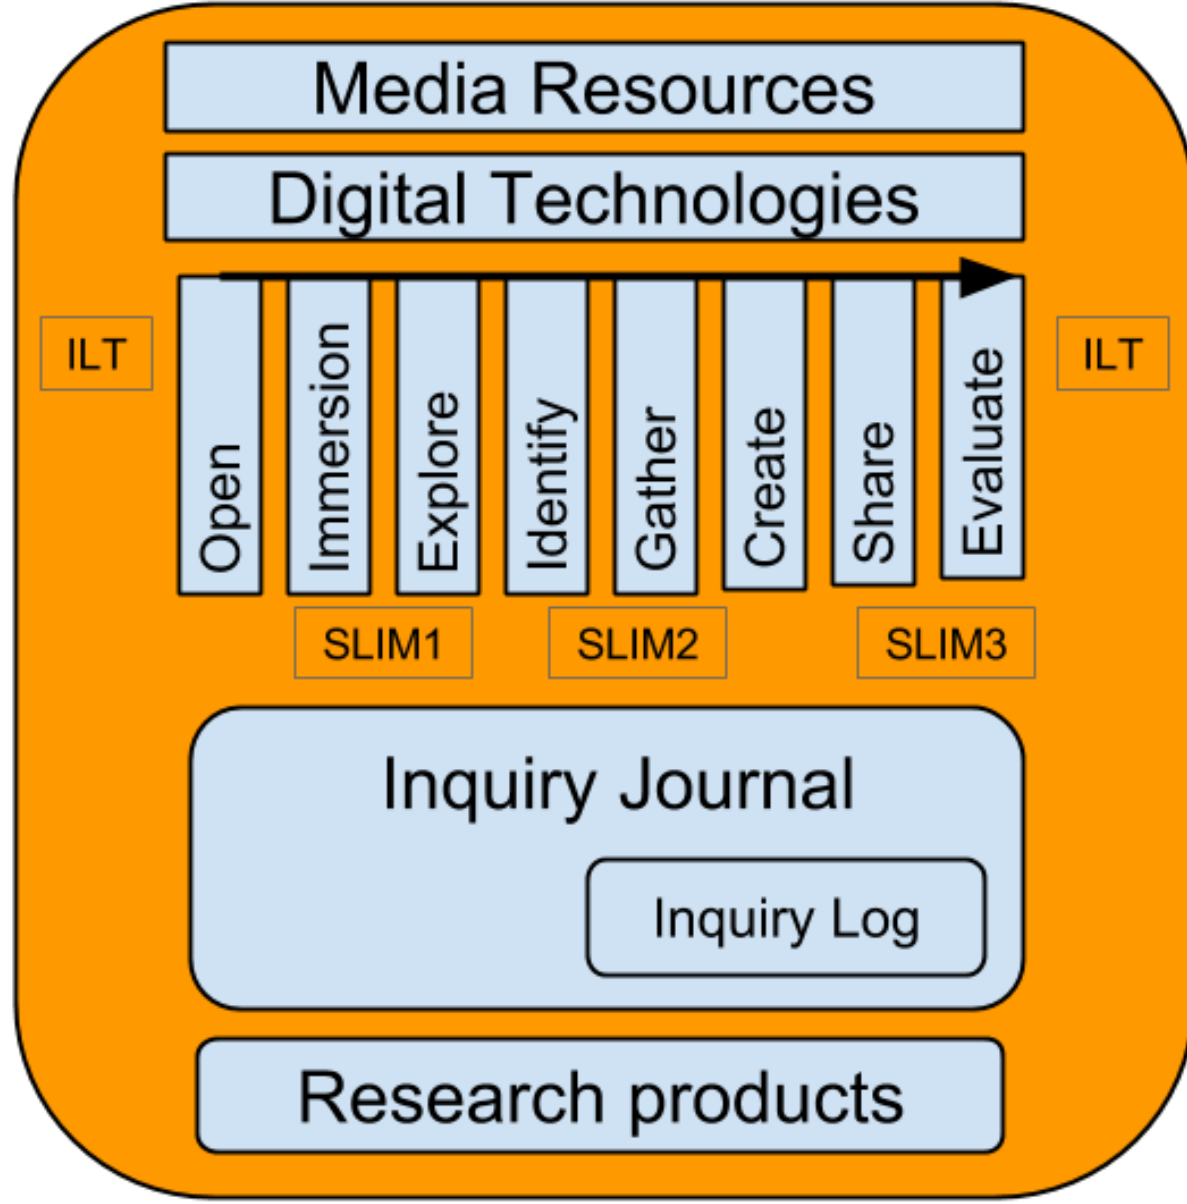 Media Resources
Digital Technologies
ILT
Open
Immersion
Explore
Identify
Gather
Create
Share
Evaluate
ILT
SLIM1
SLIM2
SLIM3
Inquiry Journal
Inquiry Log
Research products